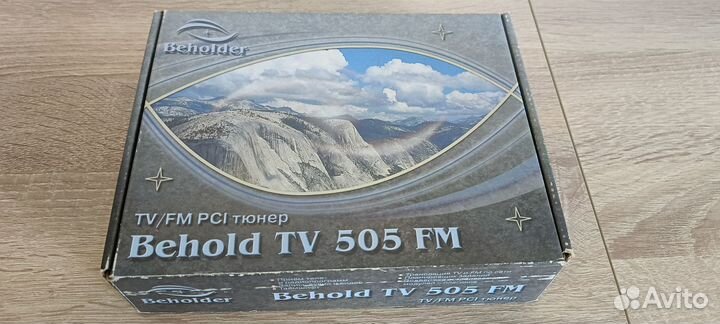 Beholder
TV/FM PCI тюнер
Behold TV 505 FM
Beholder
Behold TV 505 FM
TV/FM PCI тюнер
Avito